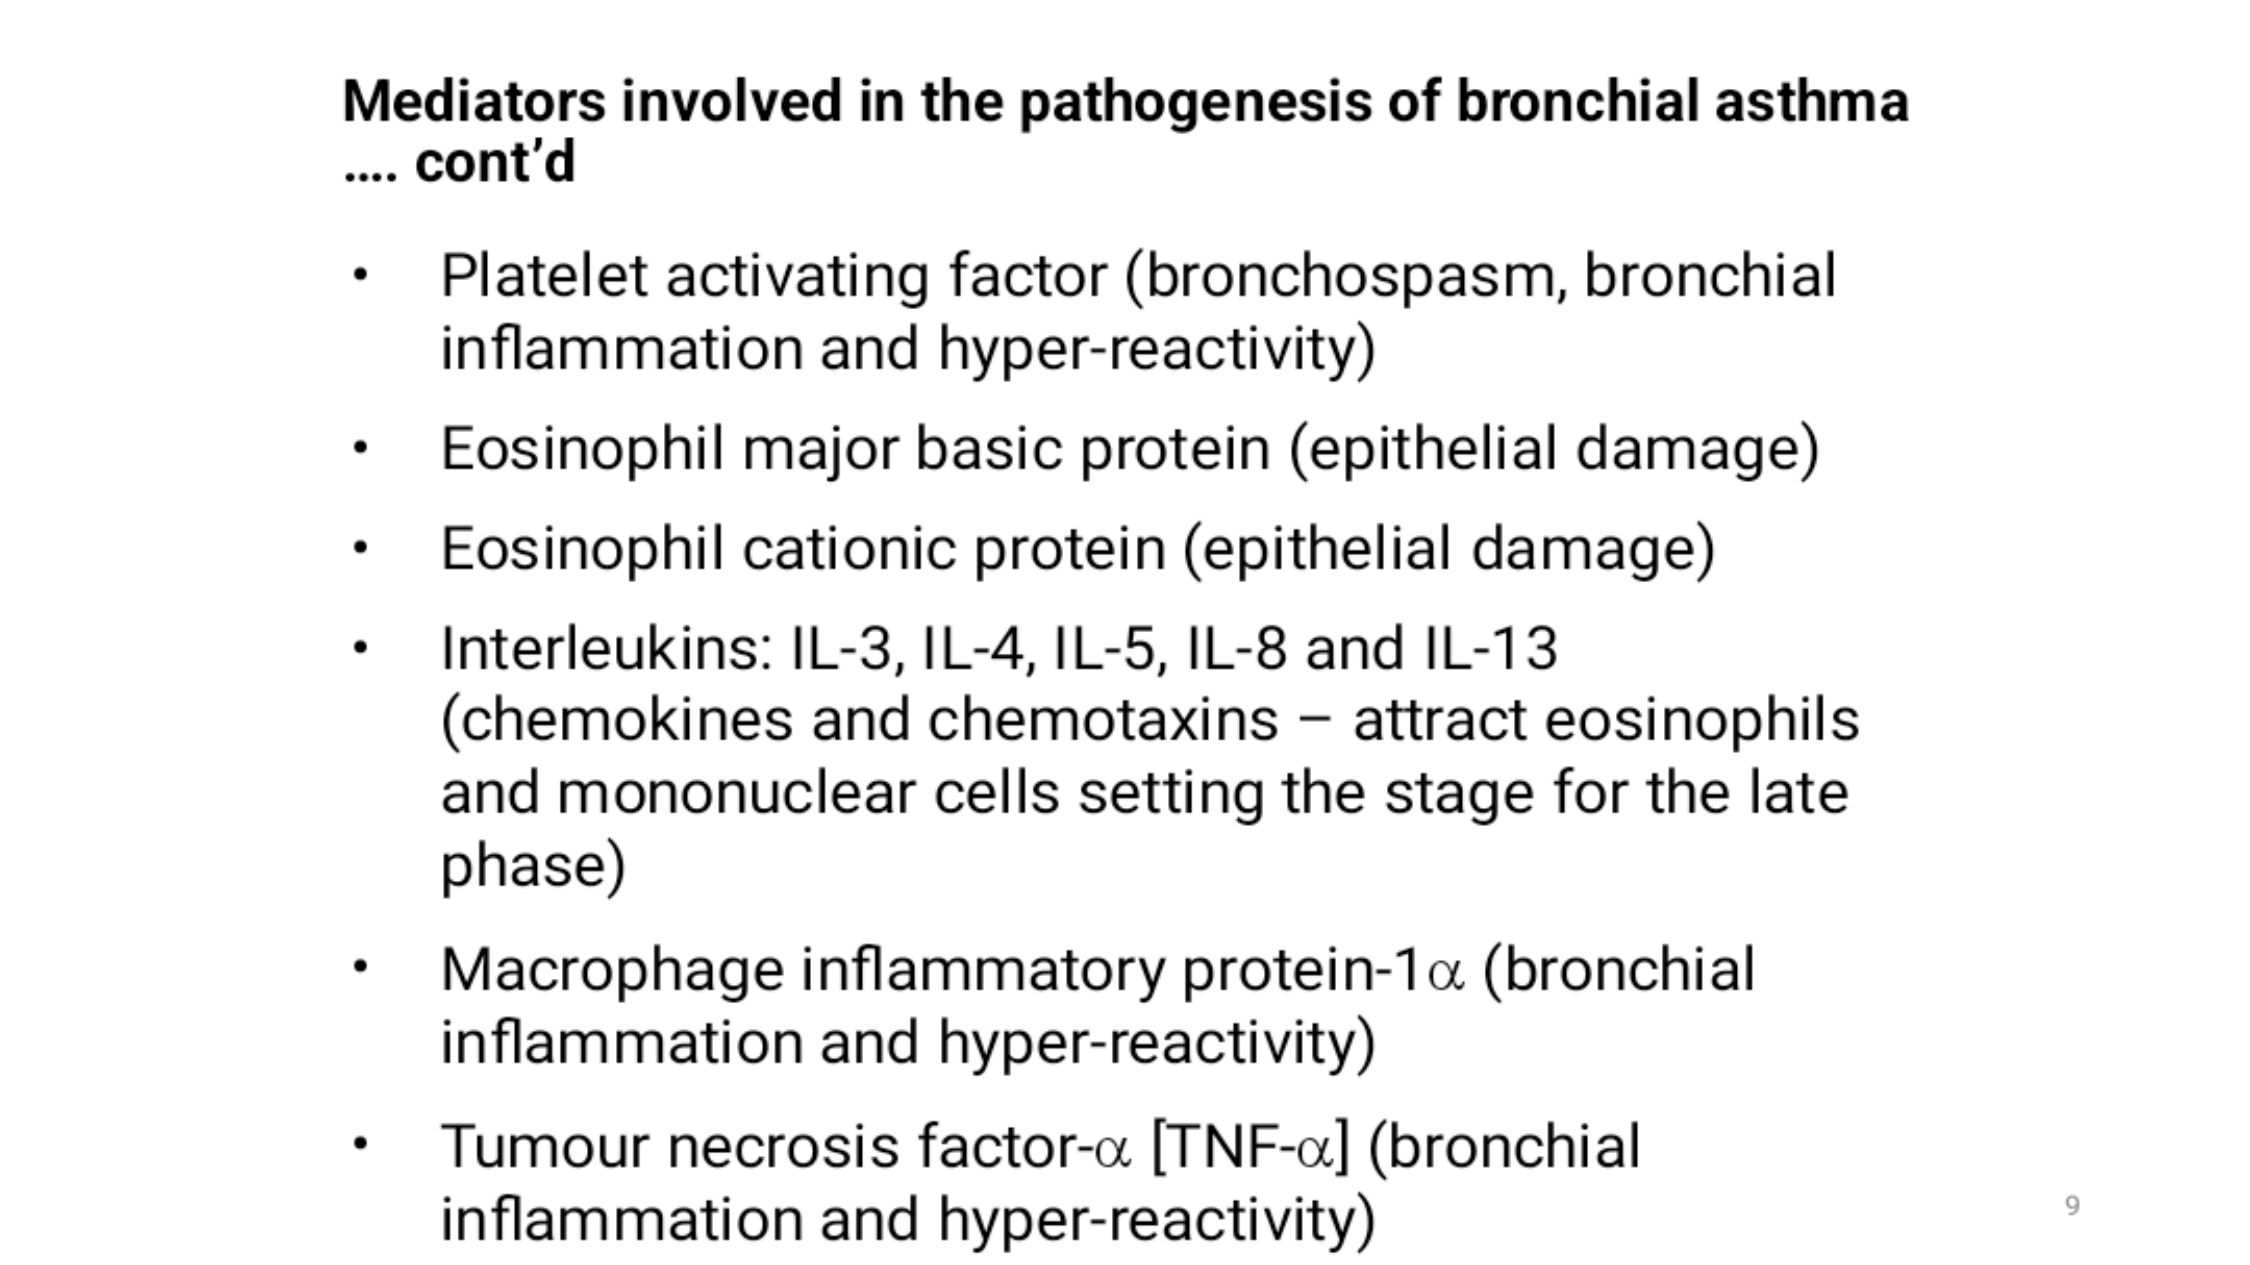 Mediators involved in the pathogenesis of bronchial asthma
.... cont’d
• Platelet activating factor (bronchospasm, bronchial
inflammation and hyper-reactivity)
• Eosinophil major basic protein (epithelial damage)
• Eosinophil cationic protein (epithelial damage)
• Interleukins: IL-3, IL-4, IL-5, IL-8 and IL-13
(chemokines and chemotaxins – attract eosinophils
and mononuclear cells setting the stage for the late
phase)
• Macrophage inflammatory protein-1α (bronchial
inflammation and hyper-reactivity)
• Tumour necrosis factor-α [TNF-α] (bronchial
inflammation and hyper-reactivity)
9